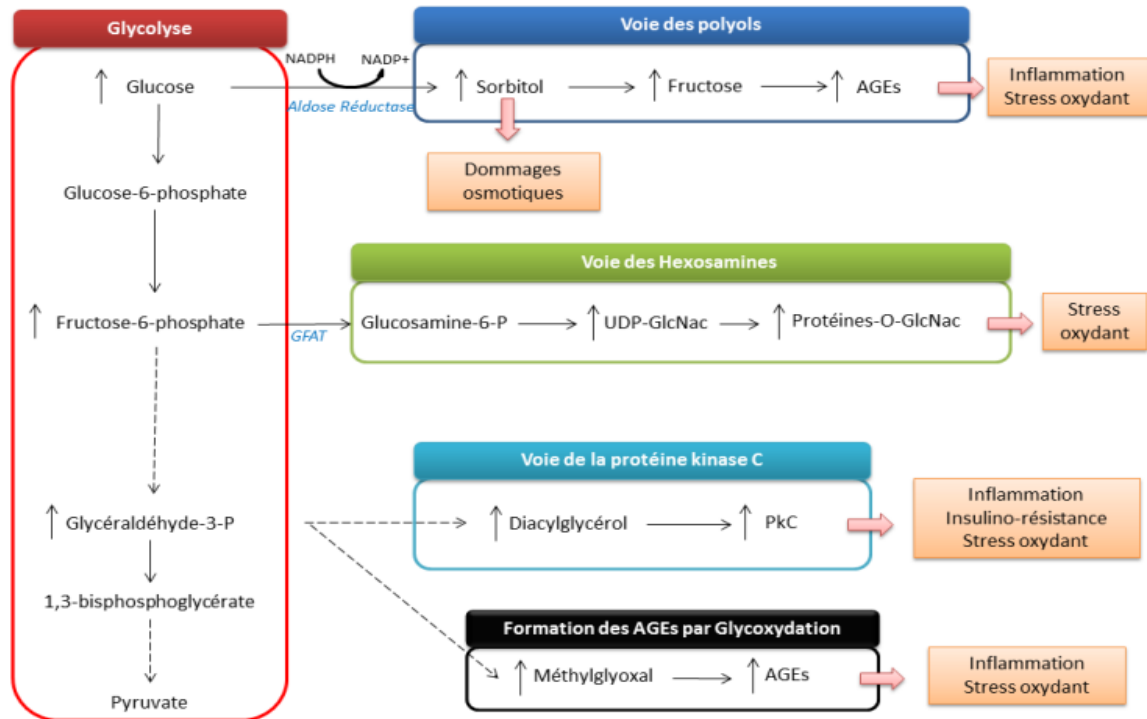 Glycolyse
Glucose
Glucose-6-phosphate
Fructose-6-phosphate
Glycéraldéhyde-3-P
1,3-bisphosphoglycérate
Pyruvate
NADPH
NADP+
Aldose Réductase
Voie des polyols
Sorbitol
Fructose
AGEs
Inflammation
Stress oxydant
Dommages
osmotiques
GFAT
Voie des Hexosamines
Glucosamine-6-P
UDP-GlcNac
Protéines-O-GlcNac
Stress
oxydant
Voie de la protéine kinase C
Diacylglycérol
PkC
Inflammation
Insulino-résistance
Stress oxydant
Formation des AGEs par Glycoxydation
Méthylglyoxal
AGEs
Inflammation
Stress oxydant